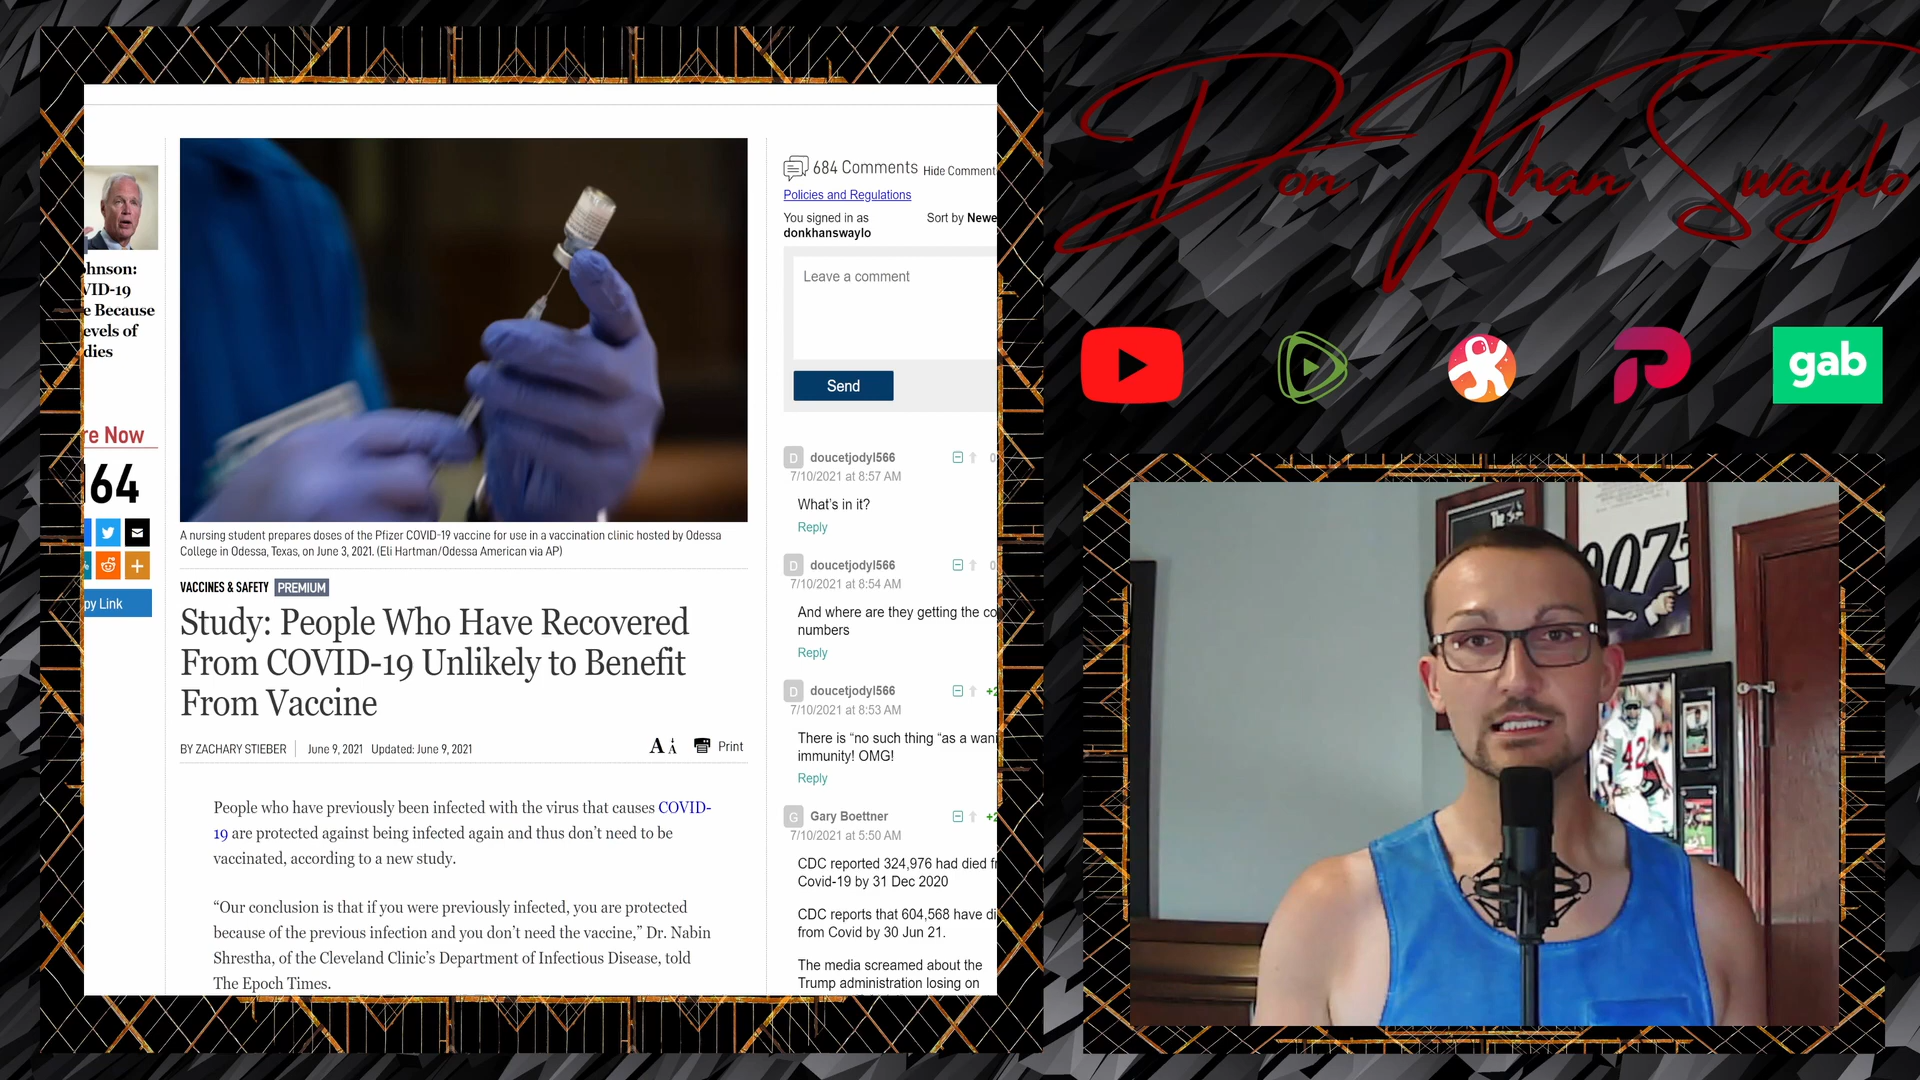 Don Khan Swaylo
gab
ohnson:
VID-19
e Because
evels of
dies
re Now
164
py Link
A nursing student prepares doses of the Pfizer COVID-19 vaccine for use in a vaccination clinic hosted by Odessa
College in Odessa, Texas, on June 3, 2021. (Eli Hartman/Odessa American via AP)
VACCINES & SAFETY PREMIUM
Study: People Who Have Recovered
From COVID-19 Unlikely to Benefit
From Vaccine
BY ZACHARY STIEBER June 9, 2021 Updated: June 9, 2021
A A Print
People who have previously been infected with the virus that causes COVID-
19 are protected against being infected again and thus don't need to be
vaccinated, according to a new study.
“Our conclusion is that if you were previously infected, you are protected
because of the previous infection and you don't need the vaccine,” Dr. Nabin
Shrestha, of the Cleveland Clinic's Department of Infectious Disease, told
The Epoch Times.
684 Comments Hide Comment
Policies and Regulations
You signed in as
donkhanswaylo
Sort by Newe
Leave a comment
Send
D doucetjodyl566 0
7/10/2021 at 8:57 AM
What's in it?
Reply
D doucetjodyl566 0
7/10/2021 at 8:54 AM
And where are they getting the co
numbers
Reply
D doucetjodyl566 +2
7/10/2021 at 8:53 AM
There is “no such thing “as a wani
immunity! OMG!
Reply
G Gary Boettner +2
7/10/2021 at 5:50 AM
CDC reported 324,976 had died fr
Covid-19 by 31 Dec 2020
CDC reports that 604,568 have di
from Covid by 30 Jun 21.
The media screamed about the
Trump administration losing on
The
007
42